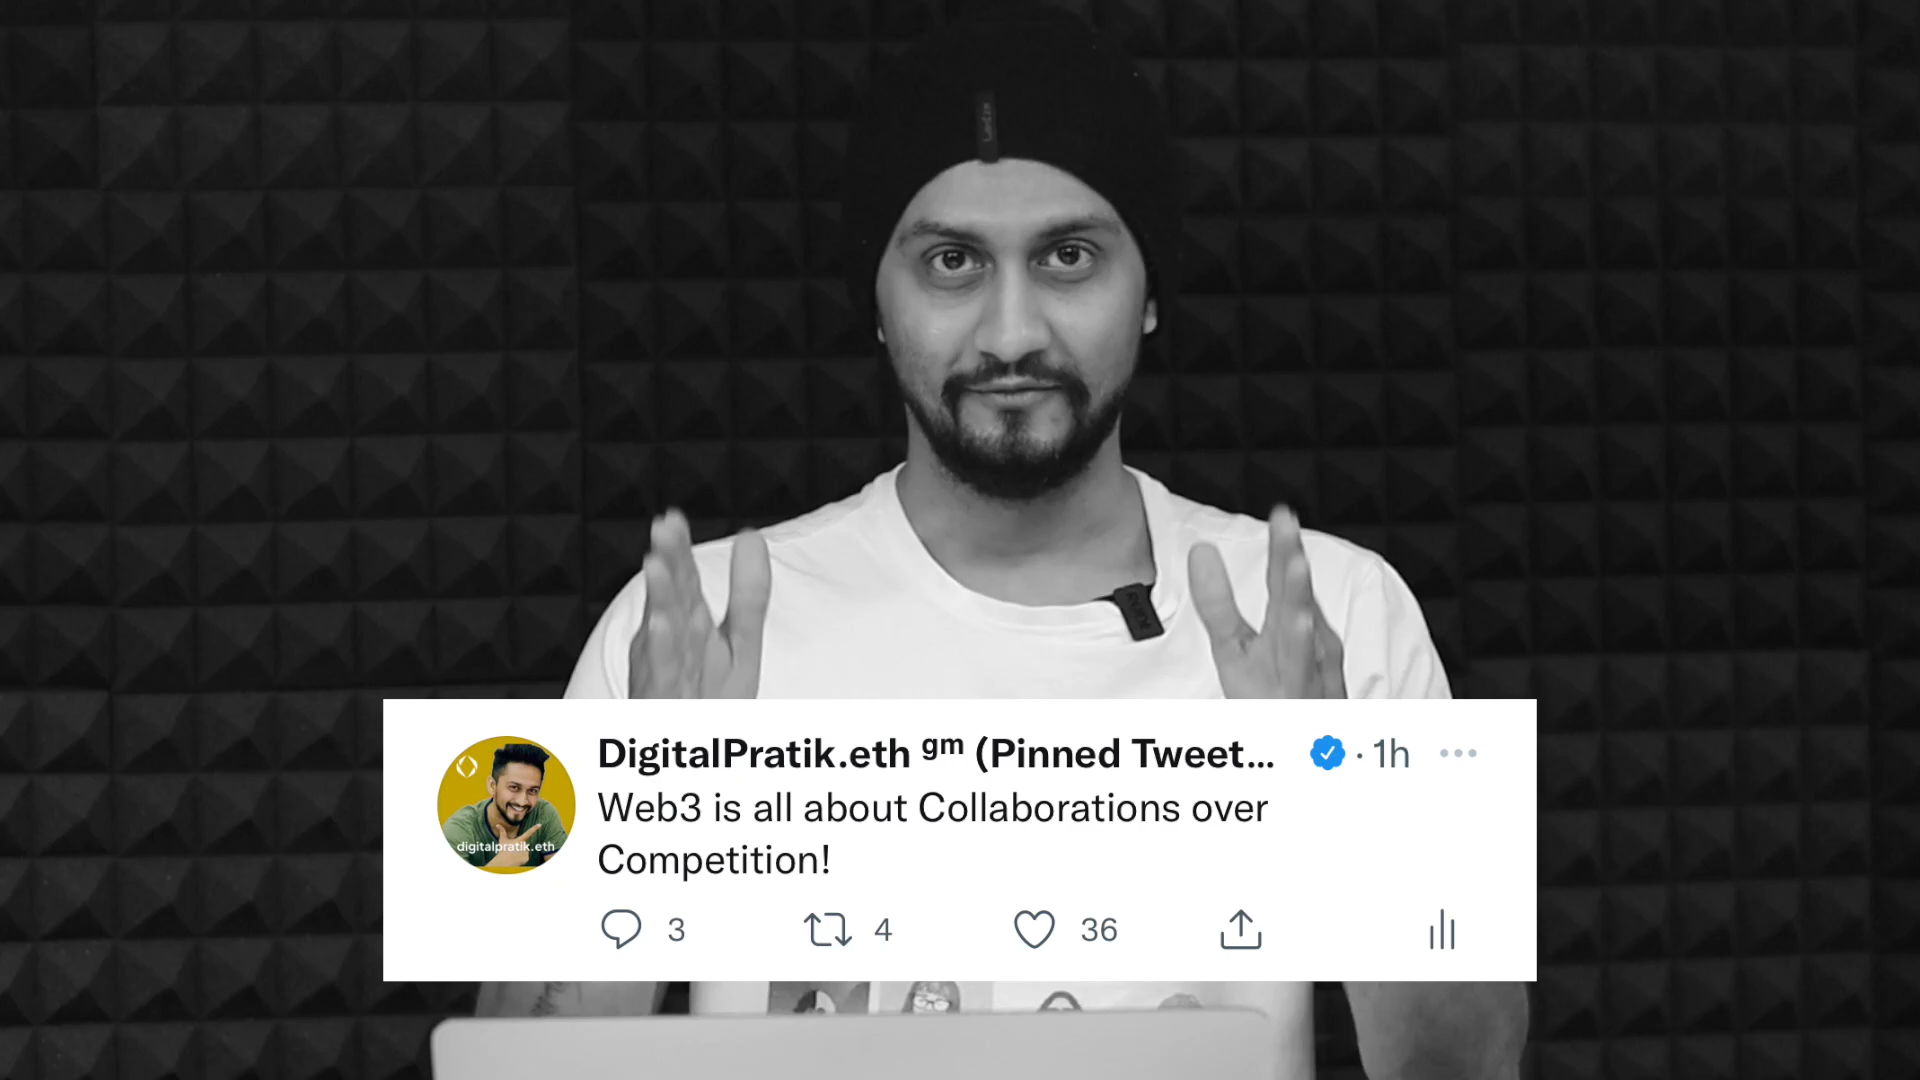 DigitalPratik.eth ᵍᵐ (Pinned Tweet... · 1h
Web3 is all about Collaborations over
Competition!
3 4 36
digitalpratik.eth